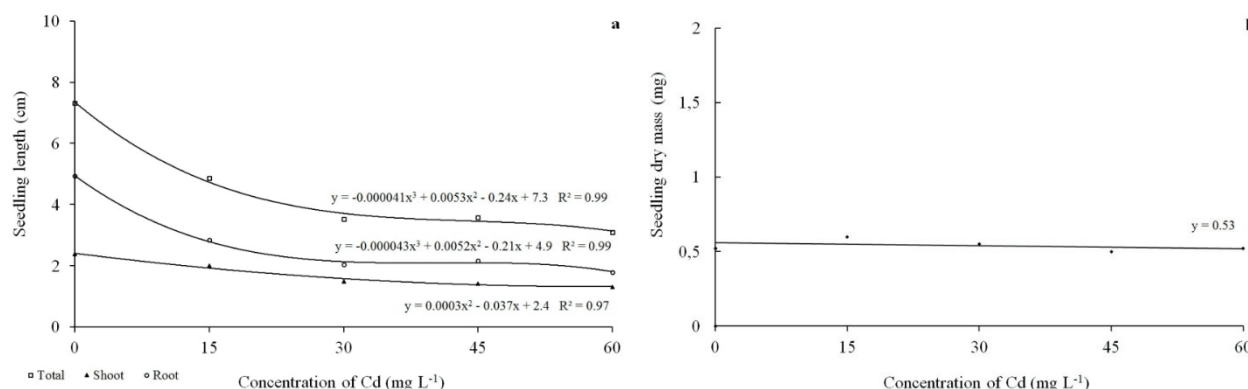 a
10
8
6
4
2
0
Seedling length (cm)
y = -0.000041x³ + 0.0053x² - 0.24x + 7.3 R² = 0.99
y = -0.000043x³ + 0.0052x² - 0.21x + 4.9 R² = 0.99
y = 0.0003x² - 0.037x + 2.4 R² = 0.97
0 15 30 45 60
Total Shoot Root
Concentration of Cd (mg L⁻¹)
2
1,5
1
0,5
0
Seedling dry mass (mg)
y = 0.53
0 15 30 45 60
Concentration of Cd (mg L⁻¹)